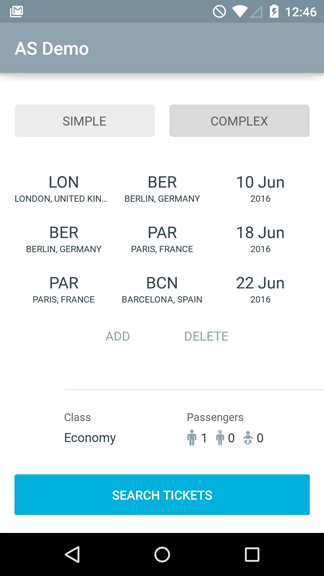 12:46
AS Demo
SIMPLE COMPLEX
LON BER 10 Jun
LONDON, UNITED KIN... BERLIN, GERMANY 2016
BER PAR 18 Jun
BERLIN, GERMANY PARIS, FRANCE 2016
PAR BCN 22 Jun
PARIS, FRANCE BARCELONA, SPAIN 2016
ADD DELETE
Class Passengers
Economy 1 0 0
SEARCH TICKETS